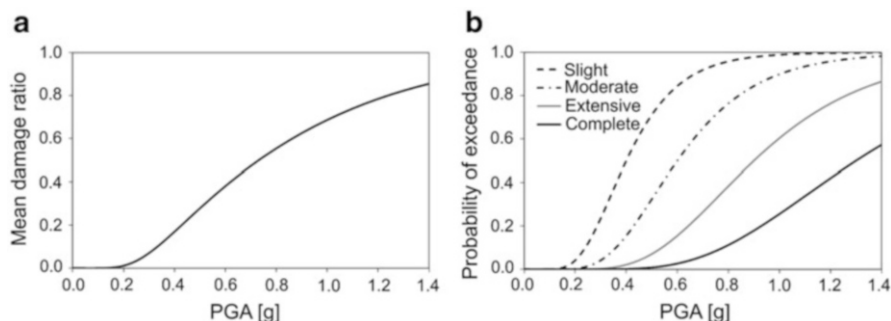 a
Mean damage ratio
1.0
0.8
0.6
0.4
0.2
0.0
0.0 0.2 0.4 0.6 0.8 1.0 1.2 1.4
PGA [g]
b
Probability of exceedance
1.0
0.8
0.6
0.4
0.2
0.0
Slight
Moderate
Extensive
Complete
0.0 0.2 0.4 0.6 0.8 1.0 1.2 1.4
PGA [g]